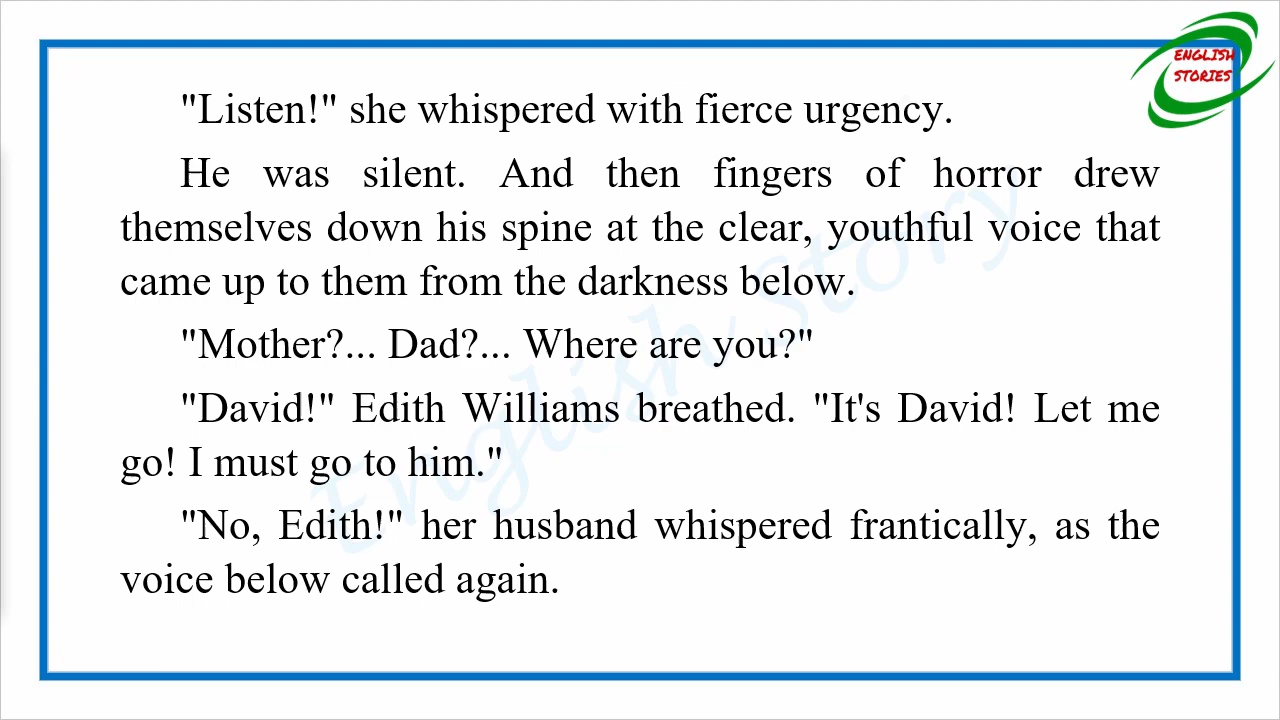 ENGLISH
STORIES
"Listen!" she whispered with fierce urgency.
He was silent. And then fingers of horror drew
themselves down his spine at the clear, youthful voice that
came up to them from the darkness below.
"Mother?... Dad?... Where are you?"
"David!" Edith Williams breathed. "It's David! Let me
go! I must go to him."
"No, Edith!" her husband whispered frantically, as the
voice below called again.
English Story